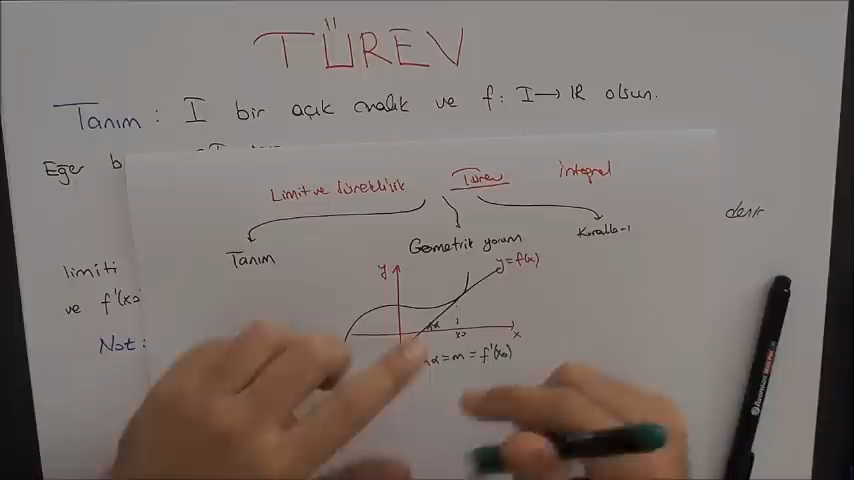 TÜREV
Tanım: I bir açık aralık ve f: I → IR olsun.
Eğer b
Limit ve Süreklilik Türev İntegral
denir
Tanım Geometrik yorum Kurallar-1
limiti
y y=f(x)
ve f'(x₀
α x₀ x
Not: α = m = f'(x₀)